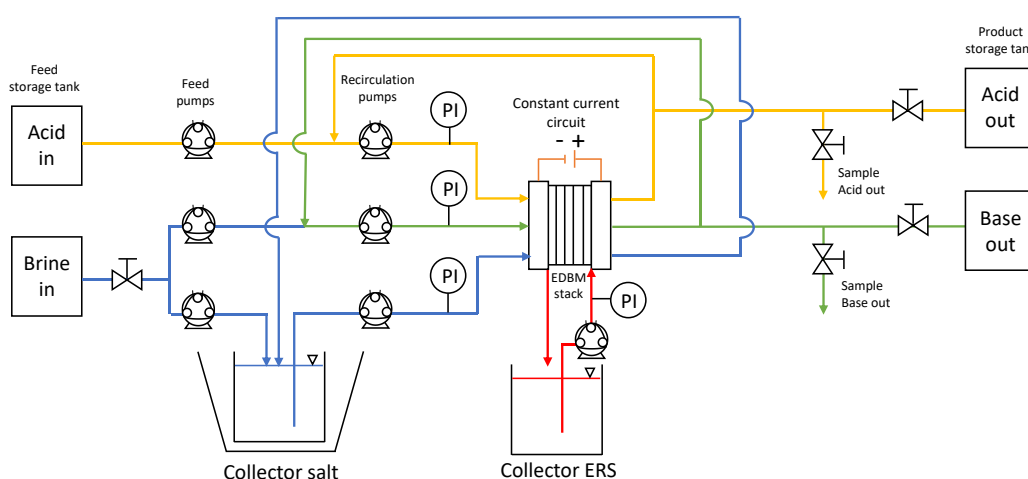 Feed
storage tank
Acid
in
Brine
in
Feed
pumps
Recirculation
pumps
PI
PI
PI
Constant current
circuit
- +
EDBM
stack
PI
Collector salt
Collector ERS
Sample
Acid out
Sample
Base out
Product
storage tan
Acid
out
Base
out